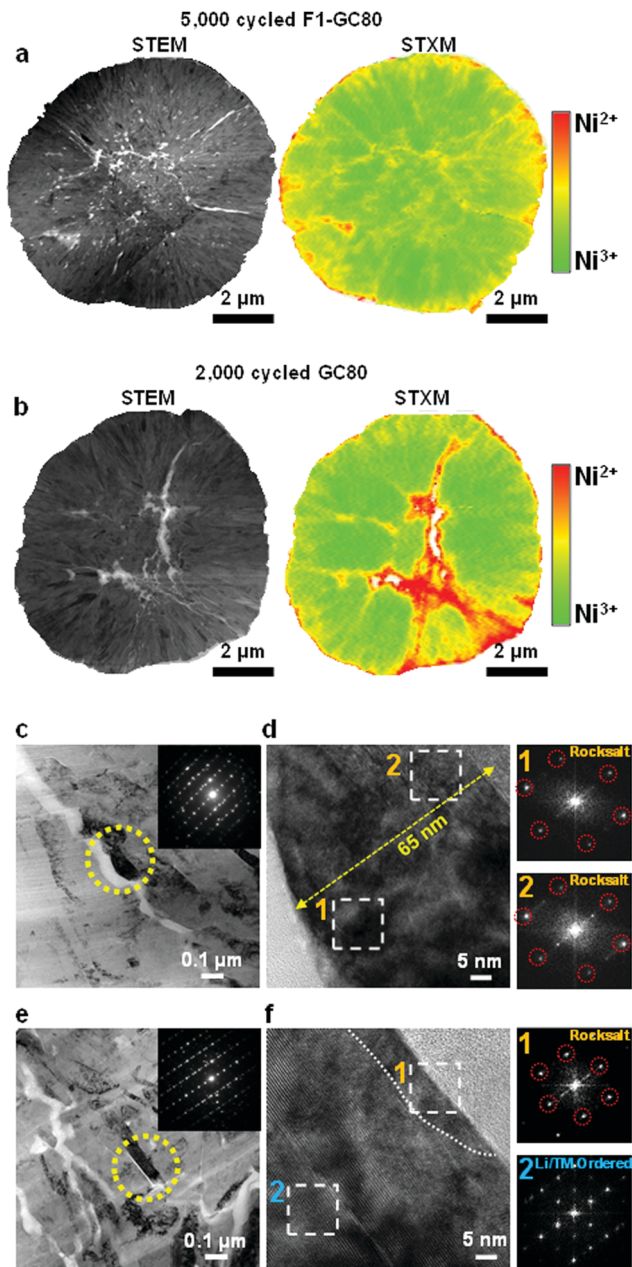 5,000 cycled F1-GC80
a
STEM
STXM
Ni2+
Ni3+
2 µm
2 µm
2,000 cycled GC80
b
STEM
STXM
Ni2+
Ni3+
2 µm
2 µm
c
0.1 µm
d
2
65 nm
1
5 nm
1 Rocksalt
2 Rocksalt
e
0.1 µm
f
1
2
5 nm
1 Rocksalt
2 Li/TM Ordered